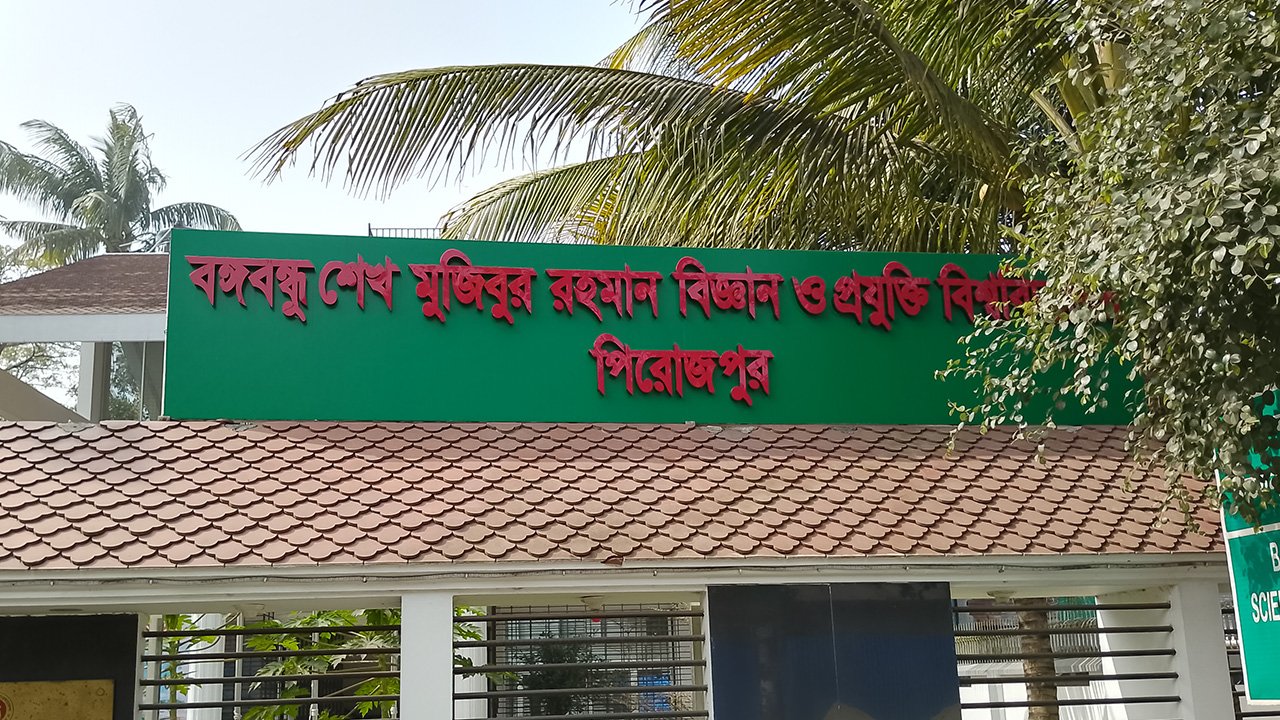 বঙ্গবন্ধু শেখ মুজিবুর রহমান বিজ্ঞান ও প্রযুক্তি
পিরোজপুর